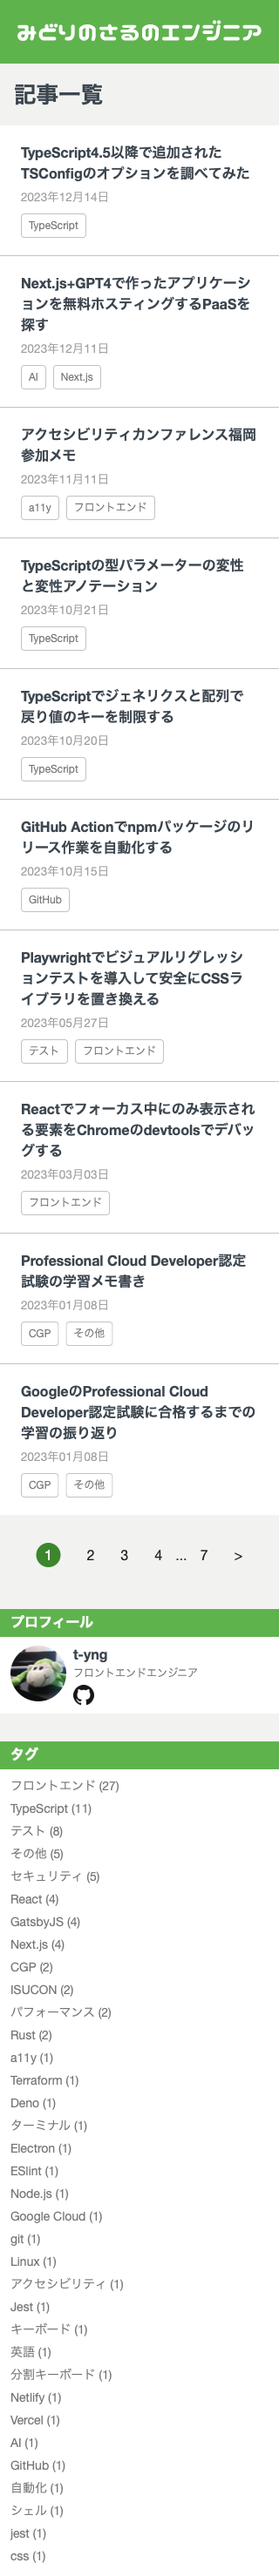 みどりのさるのエンジニア
記事一覧
TypeScript4.5以降で追加された
TSConfigのオプションを調べてみた
2023年12月14日
TypeScript
Next.js+GPT4で作ったアプリケーシ
ョンを無料ホスティングするPaaSを
探す
2023年12月11日
AI Next.js
アクセシビリティカンファレンス福岡
参加メモ
2023年11月11日
a11y フロントエンド
TypeScriptの型パラメーターの変性
と変性アノテーション
2023年10月21日
TypeScript
TypeScriptでジェネリクスと配列で
戻り値のキーを制限する
2023年10月20日
TypeScript
GitHub Actionでnpmパッケージのリ
リース作業を自動化する
2023年10月15日
GitHub
Playwrightでビジュアルリグレッシ
ョンテストを導入して安全にCSSラ
イブラリを置き換える
2023年05月27日
テスト フロントエンド
Reactでフォーカス中にのみ表示され
る要素をChromeのdevtoolsでデバッ
グする
2023年03月03日
フロントエンド
Professional Cloud Developer認定
試験の学習メモ書き
2023年01月08日
CGP その他
GoogleのProfessional Cloud
Developer認定試験に合格するまでの
学習の振り返り
2023年01月08日
CGP その他
1 2 3 4 ... 7 >
プロフィール
t-yng
フロントエンドエンジニア
タグ
フロントエンド (27)
TypeScript (11)
テスト (8)
その他 (5)
セキュリティ (5)
React (4)
GatsbyJS (4)
Next.js (4)
CGP (2)
ISUCON (2)
パフォーマンス (2)
Rust (2)
a11y (1)
Terraform (1)
Deno (1)
ターミナル (1)
Electron (1)
ESlint (1)
Node.js (1)
Google Cloud (1)
git (1)
Linux (1)
アクセシビリティ (1)
Jest (1)
キーボード (1)
英語 (1)
分割キーボード (1)
Netlify (1)
Vercel (1)
AI (1)
GitHub (1)
自動化 (1)
シェル (1)
jest (1)
css (1)